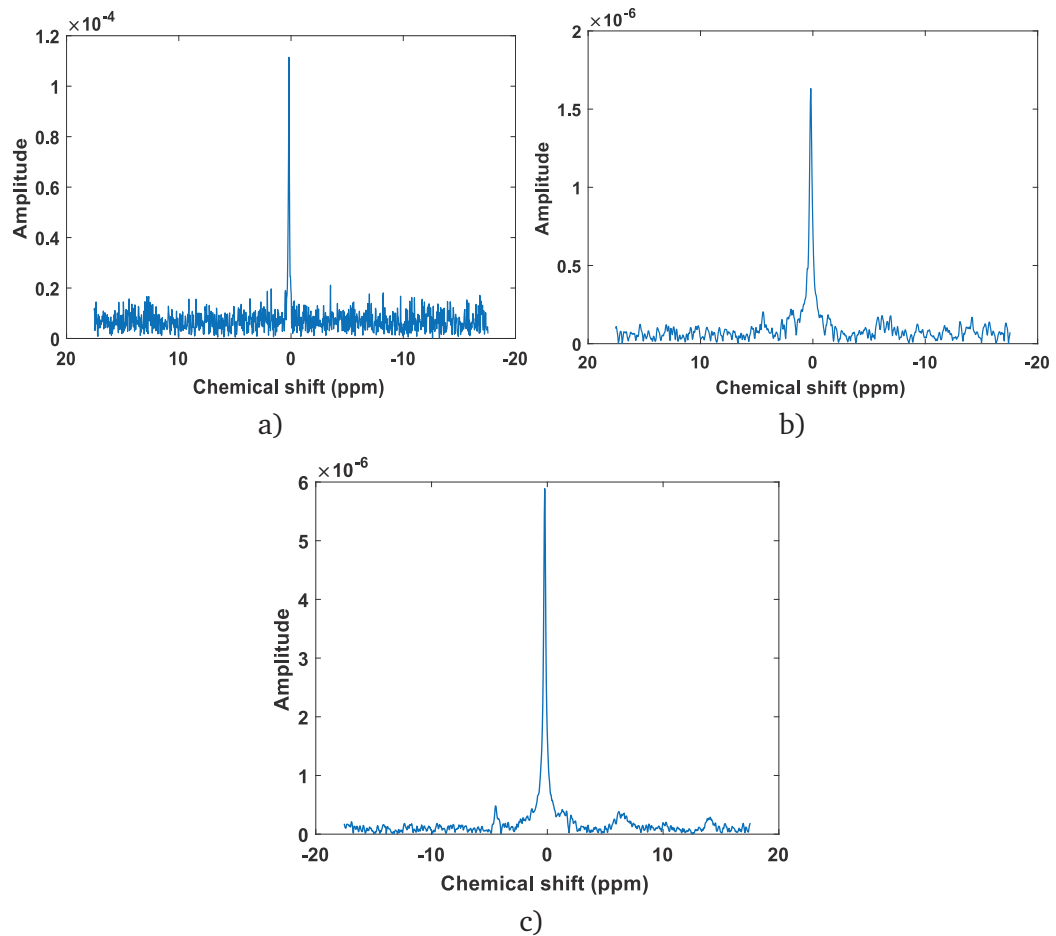 ×10⁻⁴
1.2
1
0.8
0.6
0.4
0.2
0
20 10 0 -10 -20
Amplitude
Chemical shift (ppm)
a)
×10⁻⁶
2
1.5
1
0.5
0
20 10 0 -10 -20
Amplitude
Chemical shift (ppm)
b)
×10⁻⁶
6
5
4
3
2
1
0
-20 -10 0 10 20
Amplitude
Chemical shift (ppm)
c)